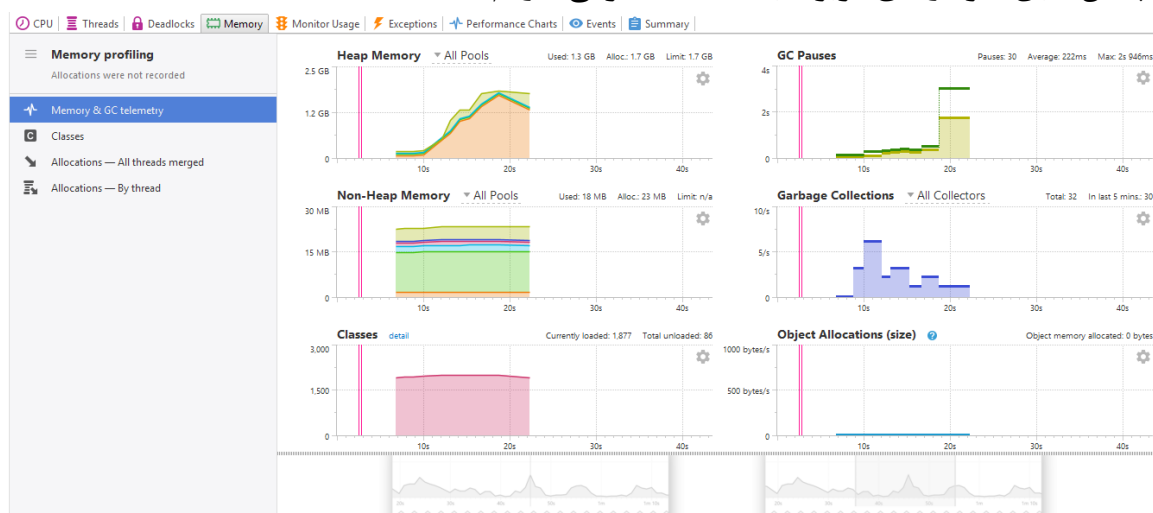 CPU Threads Deadlocks Memory Monitor Usage Exceptions Performance Charts Events Summary
Memory profiling
Allocations were not recorded
Memory & GC telemetry
Classes
Allocations — All threads merged
Allocations — By thread
Heap Memory All Pools Used: 1.3 GB Alloc.: 1.7 GB Limit: 1.7 GB
2.5 GB
1.2 GB
0
10s 20s 30s 40s
GC Pauses Pauses: 30 Average: 222ms Max: 2s 946ms
4s
2s
0
10s 20s 30s 40s
Non-Heap Memory All Pools Used: 18 MB Alloc.: 23 MB Limit: n/a
30 MB
15 MB
0
10s 20s 30s 40s
Garbage Collections All Collectors Total: 32 In last 5 mins.: 30
10/s
5/s
0
10s 20s 30s 40s
Classes detail Currently loaded: 1,877 Total unloaded: 86
3,000
1,500
0
10s 20s 30s 40s
Object Allocations (size) ? Object memory allocated: 0 bytes
1000 bytes/s
500 bytes/s
0
10s 20s 30s 40s